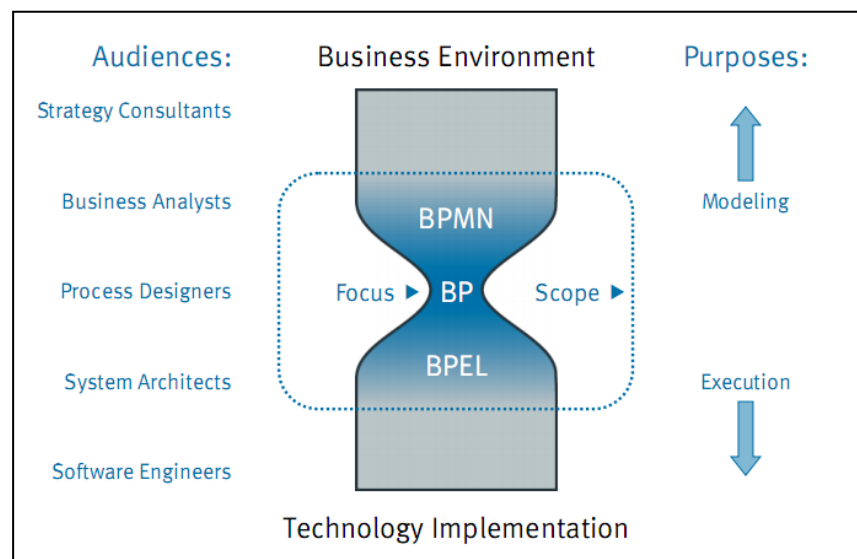 Audiences:
Business Environment
Purposes:
Strategy Consultants
Business Analysts
BPMN
Modeling
Process Designers
Focus
BP
Scope
System Architects
BPEL
Execution
Software Engineers
Technology Implementation